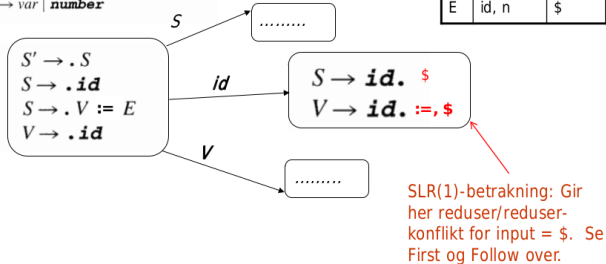 → var | number
E id, n $
S
.........
S′ → . S
S → .id
S → . V := E
V → .id
id
S → id. $
V → id. :=, $
V
.........
SLR(1)-betrakning: Gir
her reduser/reduser-
konflikt for input = $. Se
First og Follow over.